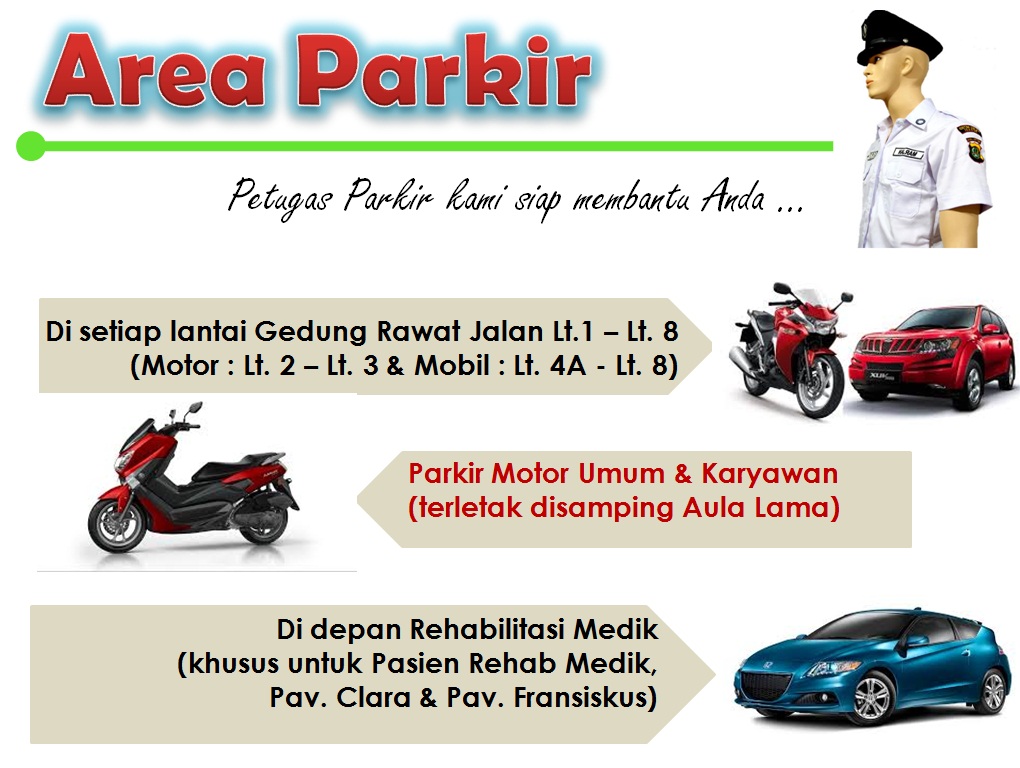 Area Parkir
Petugas Parkir kami siap membantu Anda ...
Di setiap lantai Gedung Rawat Jalan Lt.1 – Lt. 8
(Motor : Lt. 2 – Lt. 3 & Mobil : Lt. 4A - Lt. 8)
Parkir Motor Umum & Karyawan
(terletak disamping Aula Lama)
Di depan Rehabilitasi Medik
(khusus untuk Pasien Rehab Medik,
Pav. Clara & Pav. Fransiskus)